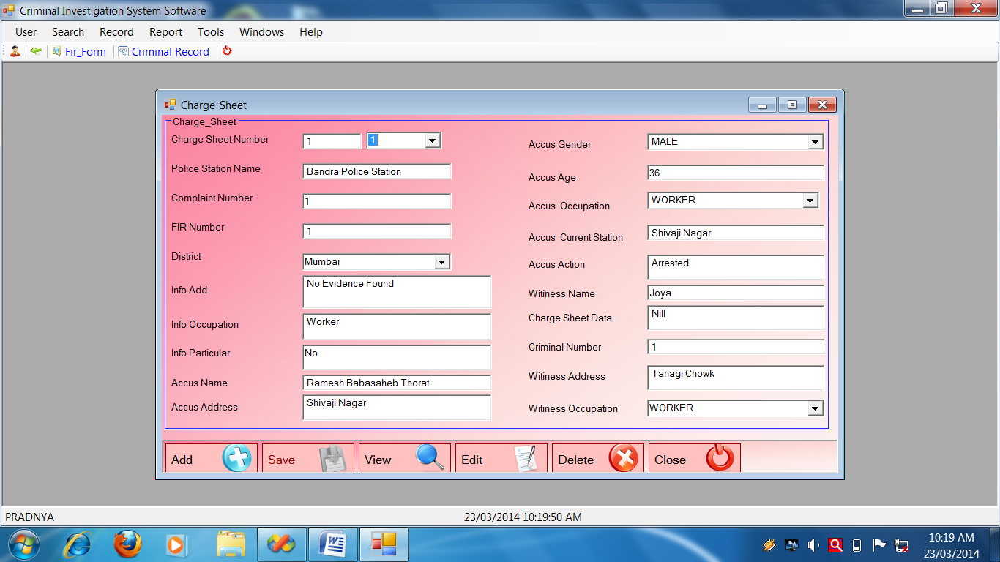 Criminal Investigation System Software
User Search Record Report Tools Windows Help
Fir_Form Criminal Record
Charge_Sheet
Charge_Sheet
Charge Sheet Number 1 1
Police Station Name Bandra Police Station
Complaint Number 1
FIR Number 1
District Mumbai
Info Add No Evidence Found
Info Occupation Worker
Info Particular No
Accus Name Ramesh Babasaheb Thorat.
Accus Address Shivaji Nagar
Accus Gender MALE
Accus Age 36
Accus Occupation WORKER
Accus Current Station Shivaji Nagar
Accus Action Arrested
Witiness Name Joya
Charge Sheet Data Nill
Criminal Number 1
Witness Address Tanagi Chowk
Witness Occupation WORKER
Add Save View Edit Delete Close
PRADNYA 23/03/2014 10:19:50 AM
10:19 AM
23/03/2014